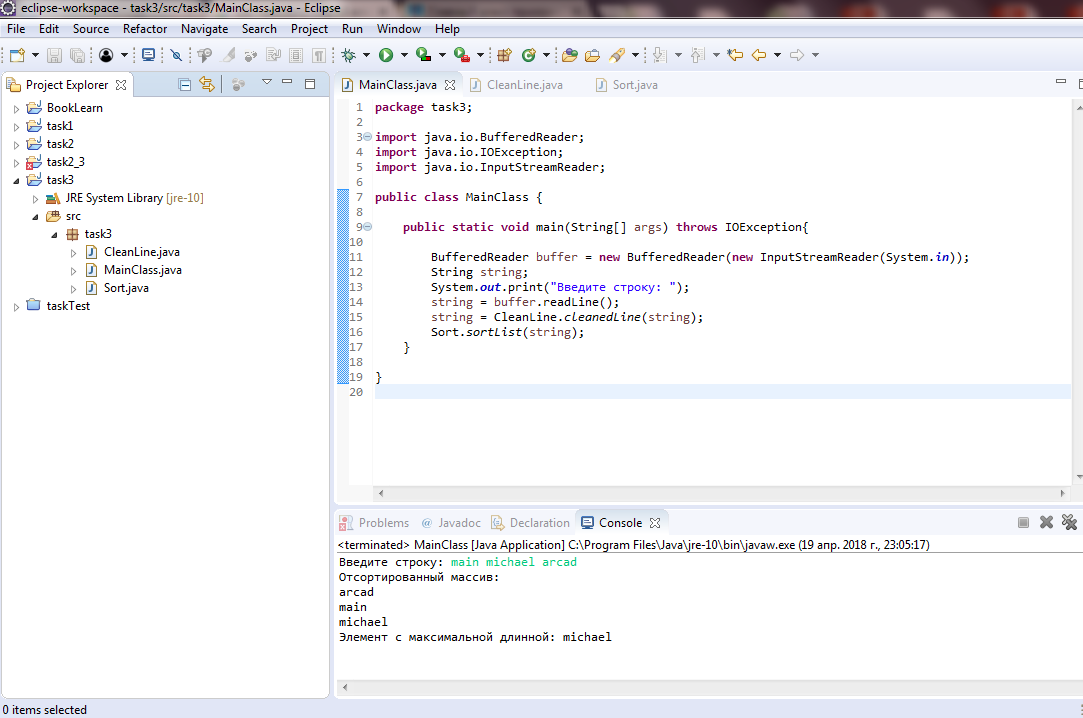 eclipse-workspace - task3/src/task3/MainClass.java - Eclipse
File Edit Source Refactor Navigate Search Project Run Window Help
Project Explorer
BookLearn
task1
task2
task2_3
task3
JRE System Library [jre-10]
src
task3
CleanLine.java
MainClass.java
Sort.java
taskTest
MainClass.java CleanLine.java Sort.java
1 package task3;
2
3 import java.io.BufferedReader;
4 import java.io.IOException;
5 import java.io.InputStreamReader;
6
7 public class MainClass {
8
9 public static void main(String[] args) throws IOException{
10
11 BufferedReader buffer = new BufferedReader(new InputStreamReader(System.in));
12 String string;
13 System.out.print("Введите строку: ");
14 string = buffer.readLine();
15 string = CleanLine.cleanedLine(string);
16 Sort.sortList(string);
17 }
18
19 }
20
Problems @ Javadoc Declaration Console
<terminated> MainClass [Java Application] C:\Program Files\Java\jre-10\bin\javaw.exe (19 апр. 2018 г., 23:05:17)
Введите строку: main michael arcad
Отсортированный массив:
arcad
main
michael
Элемент с максимальной длинной: michael
0 items selected